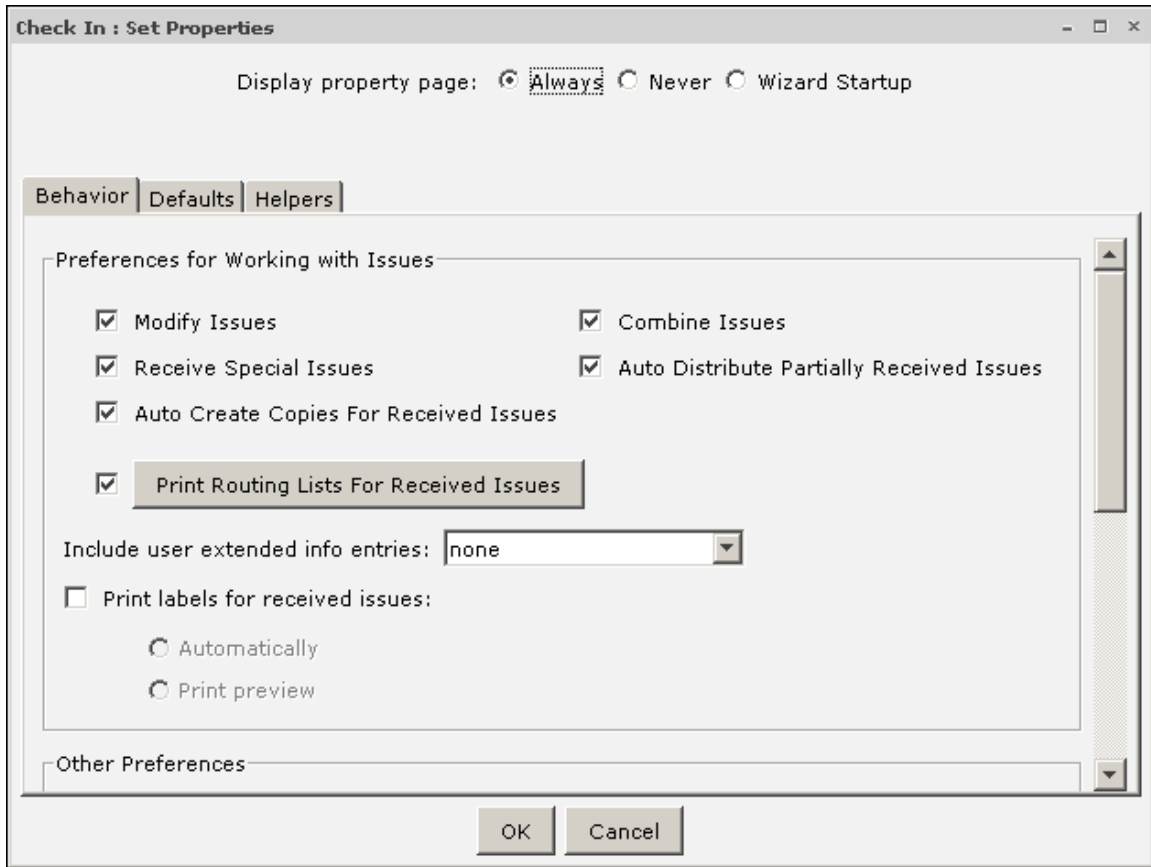 Check In : Set Properties
Display property page: Always Never Wizard Startup
Behavior Defaults Helpers
Preferences for Working with Issues
Modify Issues Combine Issues
Receive Special Issues Auto Distribute Partially Received Issues
Auto Create Copies For Received Issues
Print Routing Lists For Received Issues
Include user extended info entries: none
Print labels for received issues:
Automatically
Print preview
Other Preferences
OK Cancel